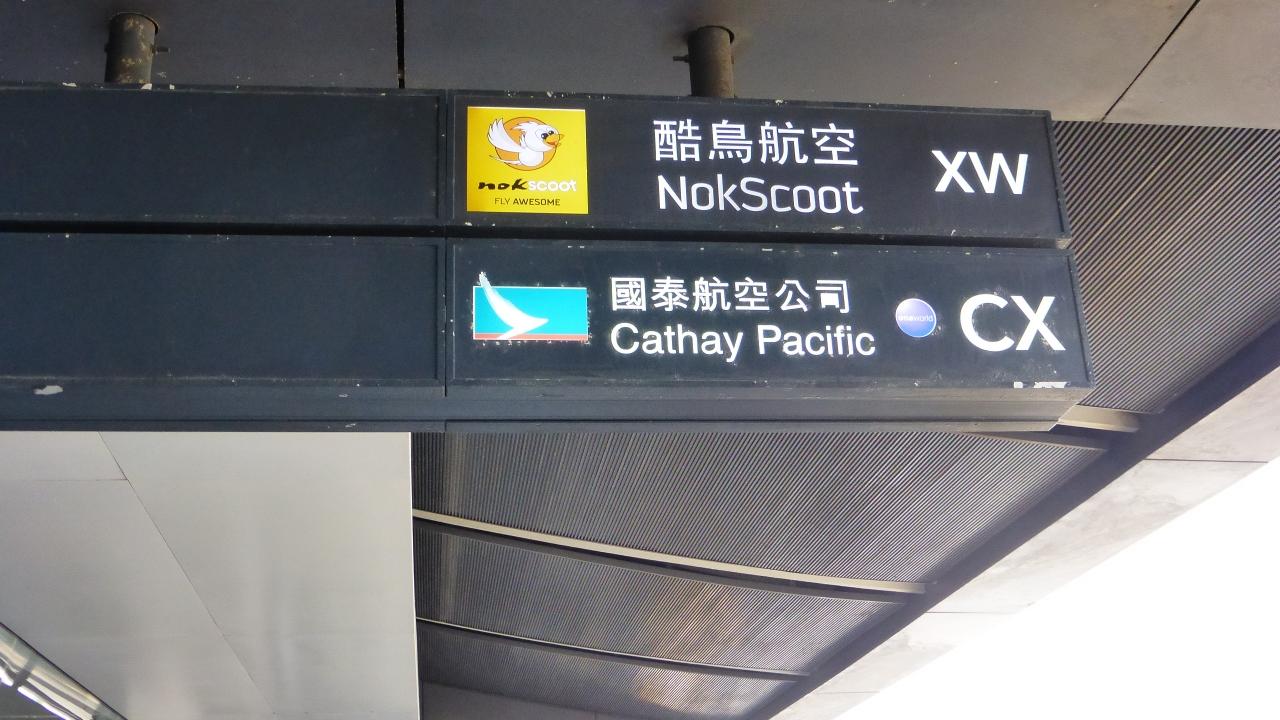 nokscoot
FLY AWESOME
酷鳥航空
NokScoot
XW
國泰航空公司
Cathay Pacific
oneworld
CX